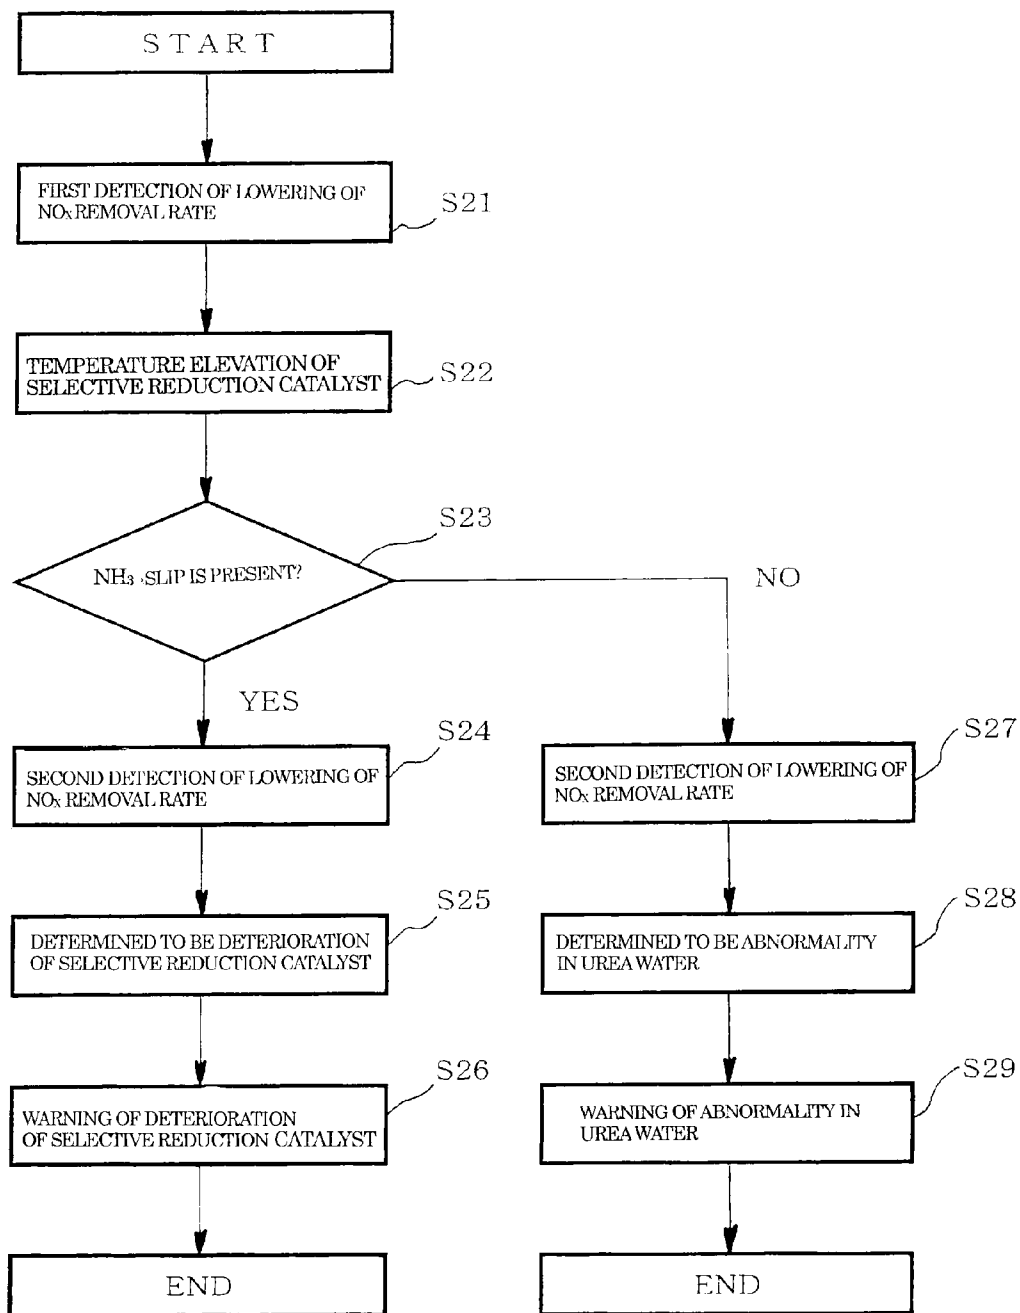 START
FIRST DETECTION OF LOWERING OF
NOx REMOVAL RATE
S21
TEMPERATURE ELEVATION OF
SELECTIVE REDUCTION CATALYST
S22
S23
NH3 SLIP IS PRESENT?
NO
YES
S24
SECOND DETECTION OF LOWERING OF
NOx REMOVAL RATE
S27
SECOND DETECTION OF LOWERING OF
NOx REMOVAL RATE
S25
DETERMINED TO BE DETERIORATION
OF SELECTIVE REDUCTION CATALYST
S28
DETERMINED TO BE ABNORMALITY
IN UREA WATER
S26
WARNING OF DETERIORATION
OF SELECTIVE REDUCTION CATALYST
S29
WARNING OF ABNORMALITY IN
UREA WATER
END
END